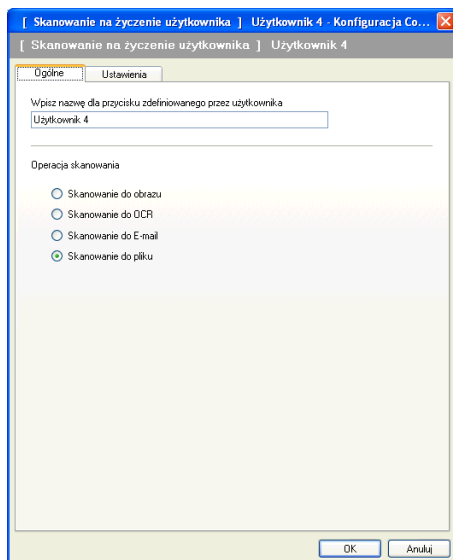 [ Skanowanie na życzenie użytkownika ] Użytkownik 4 - Konfiguracja Co...
[ Skanowanie na życzenie użytkownika ] Użytkownik 4
Ogólne Ustawienia
Wpisz nazwę dla przycisku zdefiniowanego przez użytkownika
Użytkownik 4
Operacja skanowania
Skanowanie do obrazu
Skanowanie do OCR
Skanowanie do E-mail
Skanowanie do pliku
OK Anuluj